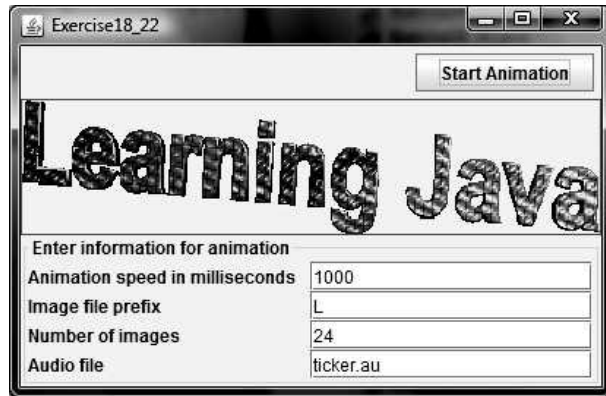 Exercise18_22
Start Animation
Learning Java
Enter information for animation
Animation speed in milliseconds 1000
Image file prefix L
Number of images 24
Audio file ticker.au